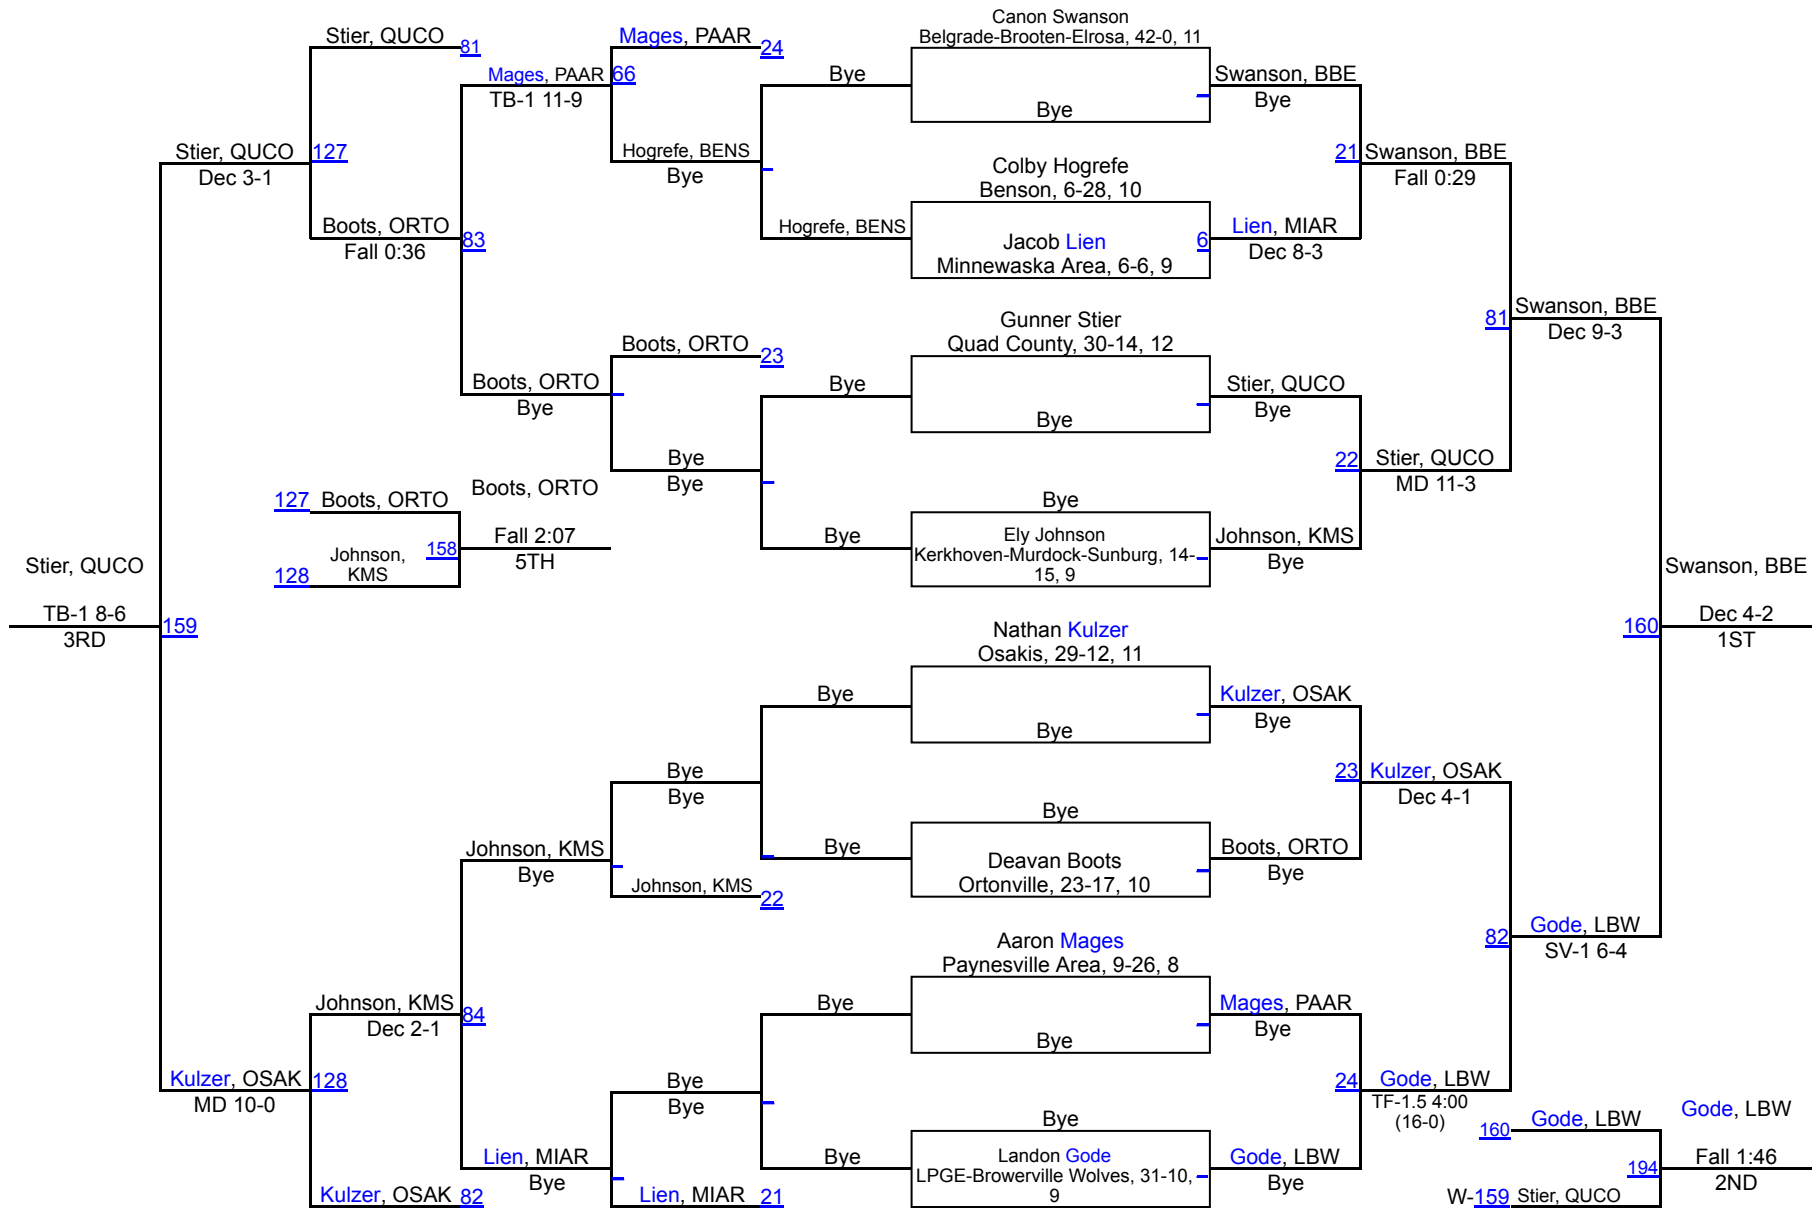 Canon Swanson
Belgrade-Brooten-Elrosa, 42-0, 11
Stier, QUCO 81
Mages, PAAR 24
Mages, PAAR 66
TB-1 11-9
Bye
Bye
Swanson, BBE
Bye
Stier, QUCO 127
Dec 3-1
Hogrefe, BENS
Bye
Colby Hogrefe
Benson, 6-28, 10
21 Swanson, BBE
Fall 0:29
Boots, ORTO 83
Fall 0:36
Hogrefe, BENS
Jacob Lien 6
Minnewaska Area, 6-6, 9
Lien, MIAR
Dec 8-3
81 Swanson, BBE
Dec 9-3
Gunner Stier
Quad County, 30-14, 12
Boots, ORTO 23
Boots, ORTO
Bye
Bye
Bye
Stier, QUCO
Bye
Bye
Bye
22 Stier, QUCO
MD 11-3
127 Boots, ORTO
Boots, ORTO
Bye
Johnson, KMS
128
158
Fall 2:07
5TH
Bye
Ely Johnson
Kerkhoven-Murdock-Sunburg, 14-
15, 9
Johnson, KMS
Bye
Stier, QUCO
TB-1 8-6
3RD
159
Swanson, BBE
160
Dec 4-2
1ST
Nathan Kulzer
Osakis, 29-12, 11
Bye
Bye
Kulzer, OSAK
Bye
Bye
Bye
23 Kulzer, OSAK
Dec 4-1
Bye
Johnson, KMS
Bye
Johnson, KMS 22
Bye
Deavan Boots
Ortonville, 23-17, 10
Boots, ORTO
Bye
82 Gode, LBW
SV-1 6-4
Aaron Mages
Paynesville Area, 9-26, 8
Johnson, KMS 84
Dec 2-1
Bye
Bye
Mages, PAAR
Bye
Kulzer, OSAK 128
MD 10-0
Bye
Bye
24 Gode, LBW
TF-1.5 4:00
(16-0)
Bye
160 Gode, LBW
Gode, LBW
Lien, MIAR
Bye
Bye
Landon Gode
LPGE-Browerville Wolves, 31-10,
9
Gode, LBW
Bye
194
Fall 1:46
2ND
Kulzer, OSAK 82
Lien, MIAR 21
W-159 Stier, QUCO